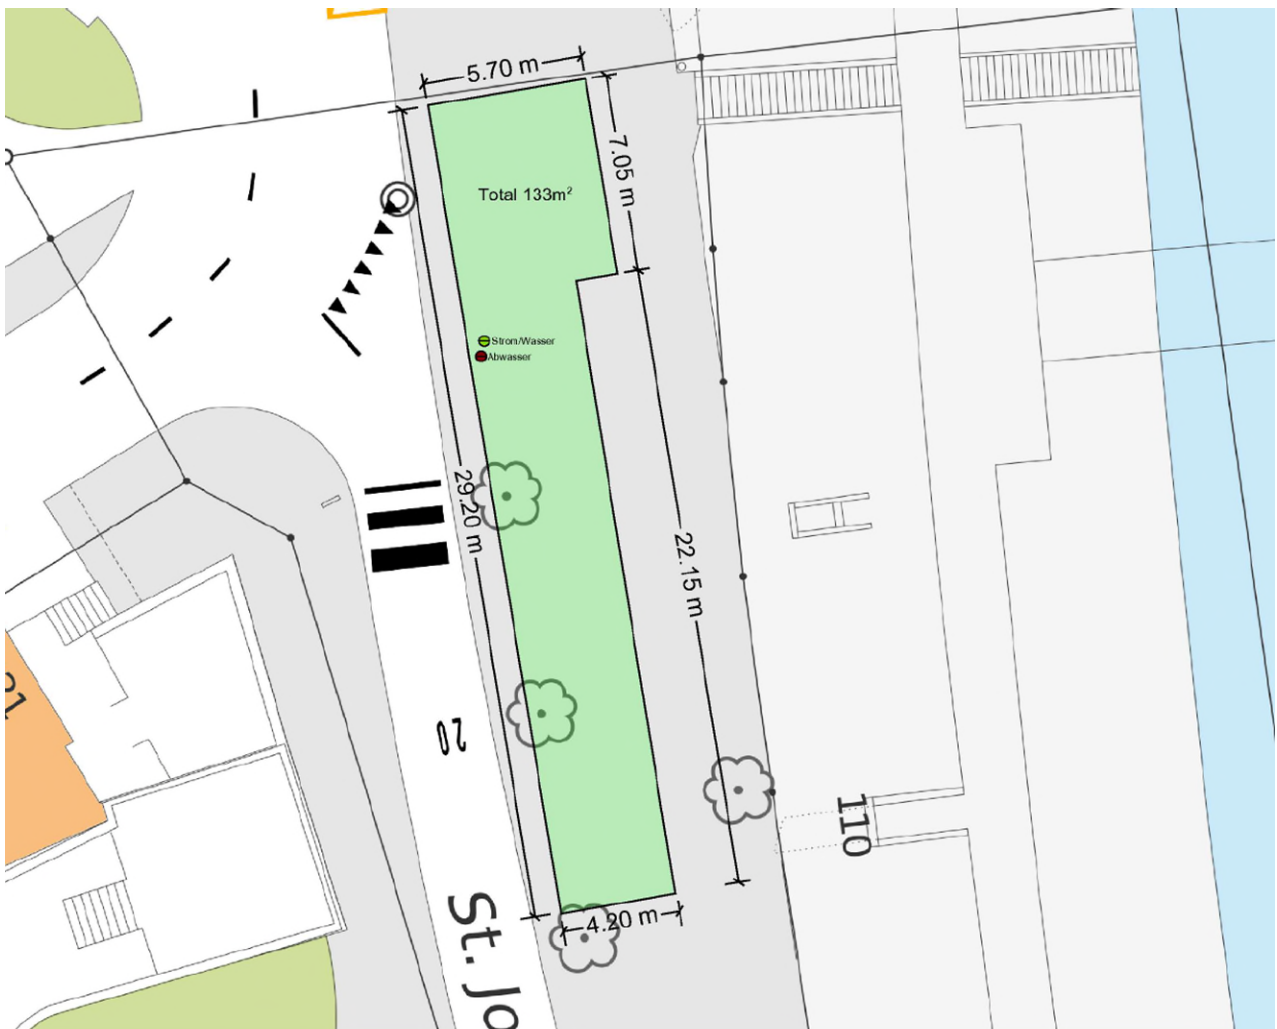 5.70 m
7.05 m
Total 133m²
Strom/Wasser
Abwasser
29.20 m
22.15 m
21
20
110
St. Jo
4.20 m